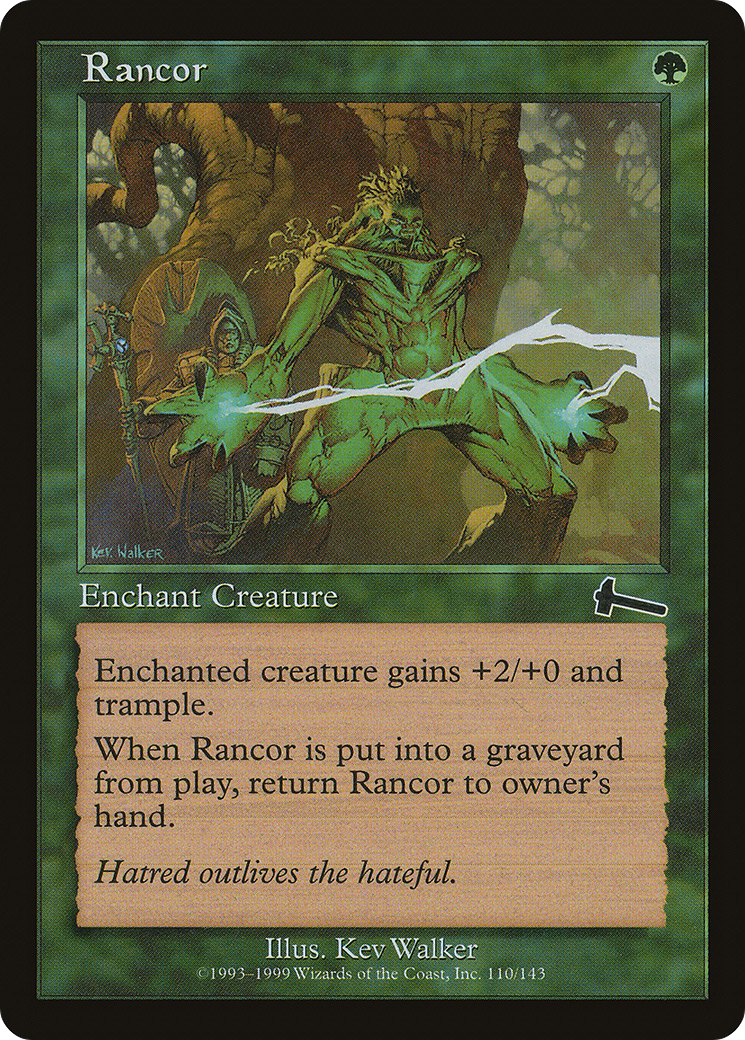 Rancor
Kev. Walker
Enchant Creature
Enchanted creature gains +2/+0 and
trample.
When Rancor is put into a graveyard
from play, return Rancor to owner's
hand.
Hatred outlives the hateful.
Illus. Kev Walker
©1993–1999 Wizards of the Coast, Inc. 110/143